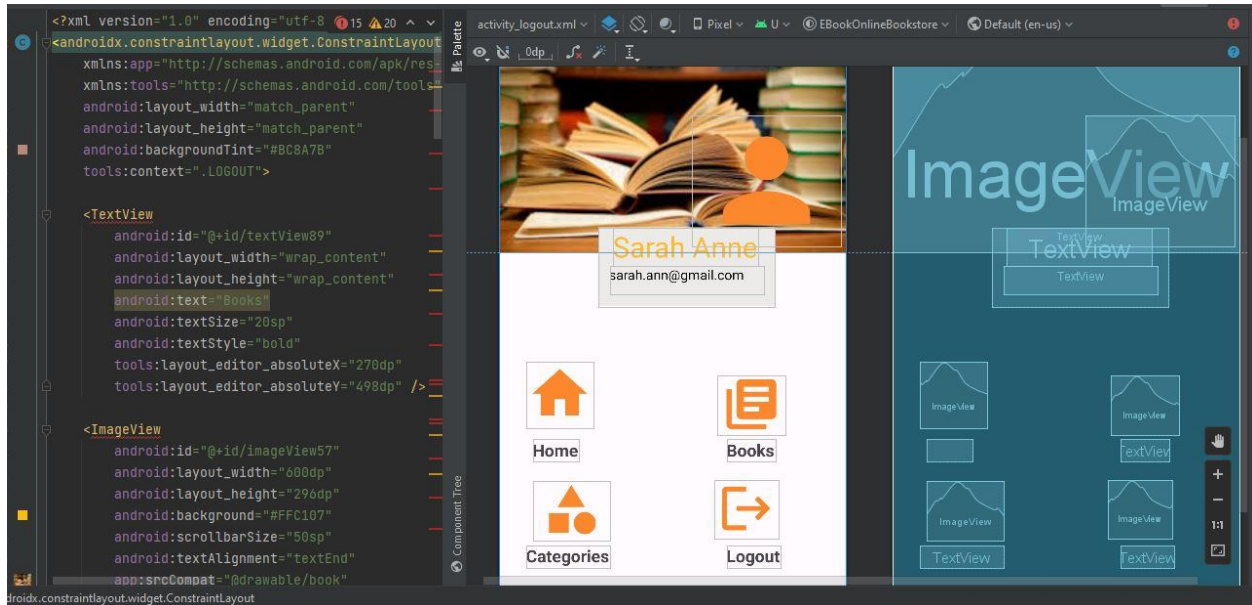 <?xml version="1.0" encoding="utf-8 15 20
<androidx.constraintlayout.widget.ConstraintLayout
xmlns:app="http://schemas.android.com/apk/res-
xmlns:tools="http://schemas.android.com/tools"
android:layout_width="match_parent"
android:layout_height="match_parent"
android:backgroundTint="#BC8A7B"
tools:context=".LOGOUT">
<TextView
android:id="@+id/textView89"
android:layout_width="wrap_content"
android:layout_height="wrap_content"
android:text="Books"
android:textSize="20sp"
android:textStyle="bold"
tools:layout_editor_absoluteX="270dp"
tools:layout_editor_absoluteY="498dp" />
<ImageView
android:id="@+id/imageView57"
android:layout_width="600dp"
android:layout_height="296dp"
android:background="#FFC107"
android:scrollbarSize="50sp"
android:textAlignment="textEnd"
app:srcCompat="@drawable/book"
droidx.constraintlayout.widget.ConstraintLayout
Palette
Component Tree
activity_logout.xml Pixel U EBookOnlineBookstore Default (en-us)
0dp
Sarah Anne
sarah.ann@gmail.com
Home
Books
Categories
Logout
ImageView
ImageView
TextView
TextView
TextView
ImageView
ImageView
TextView
ImageView
ImageView
TextView
TextView
1:1